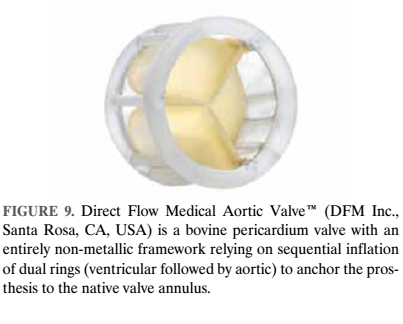 FIGURE 9. Direct Flow Medical Aortic Valve™ (DFM Inc.,
Santa Rosa, CA, USA) is a bovine pericardium valve with an
entirely non-metallic framework relying on sequential inflation
of dual rings (ventricular followed by aortic) to anchor the pros-
thesis to the native valve annulus.